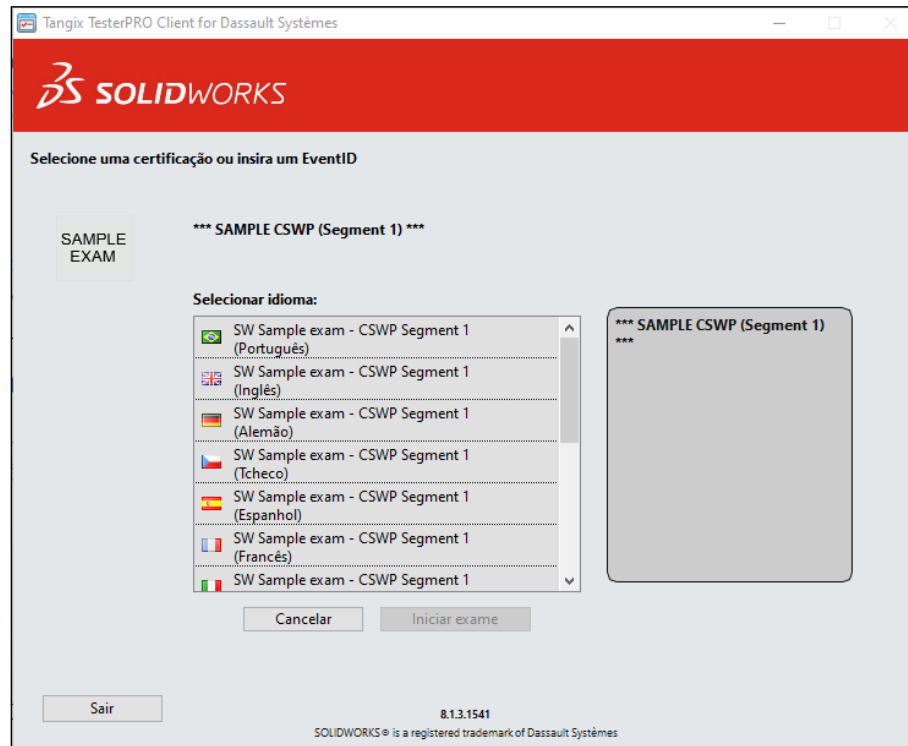 Tangix TesterPRO Client for Dassault Systèmes
SOLIDWORKS
Selecione uma certificação ou insira um EventID
SAMPLE
EXAM
*** SAMPLE CSWP (Segment 1) ***
Selecionar idioma:
SW Sample exam - CSWP Segment 1
(Português)
SW Sample exam - CSWP Segment 1
(Inglês)
SW Sample exam - CSWP Segment 1
(Alemão)
SW Sample exam - CSWP Segment 1
(Tcheco)
SW Sample exam - CSWP Segment 1
(Espanhol)
SW Sample exam - CSWP Segment 1
(Francês)
SW Sample exam - CSWP Segment 1
*** SAMPLE CSWP (Segment 1)
***
Cancelar
Iniciar exame
Sair
8.1.3.1541
SOLIDWORKS® is a registered trademark of Dassault Systèmes